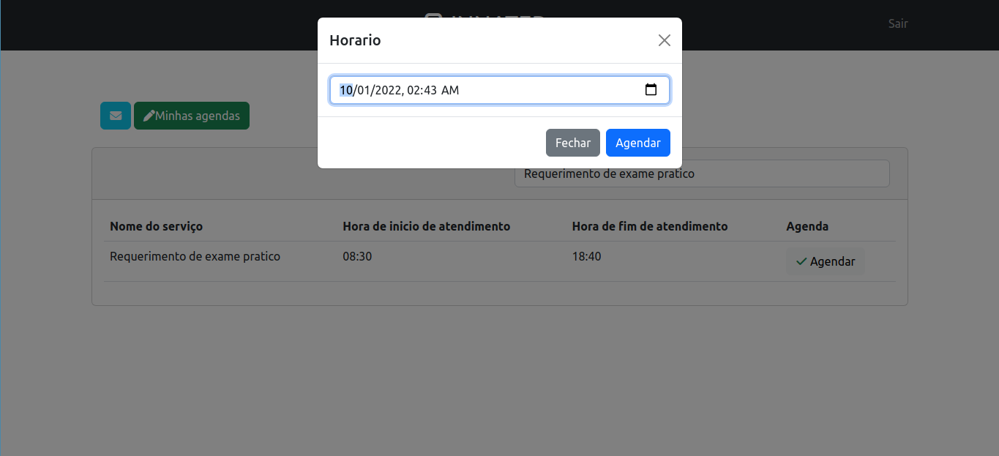 Sair
Horario
10/01/2022, 02:43 AM
Fechar
Agendar
Minhas agendas
Requerimento de exame pratico
Nome do serviço Hora de inicio de atendimento Hora de fim de atendimento Agenda
Requerimento de exame pratico 08:30 18:40 Agendar